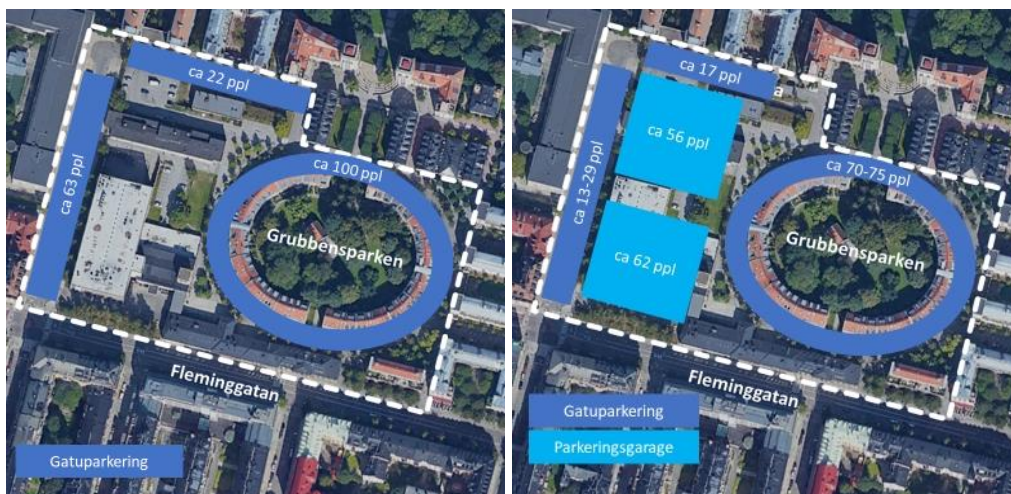 ca 22 ppl
ca 63 ppl
ca 100 ppl
Grubbensparken
Fleminggatan
Gatuparkering
ca 17 ppl
a
ca 56 ppl
ca 13-29 ppl
ca 70-75 ppl
ca 62 ppl
Grubbensparken
Fleminggatan
Gatuparkering
Parkeringsgarage